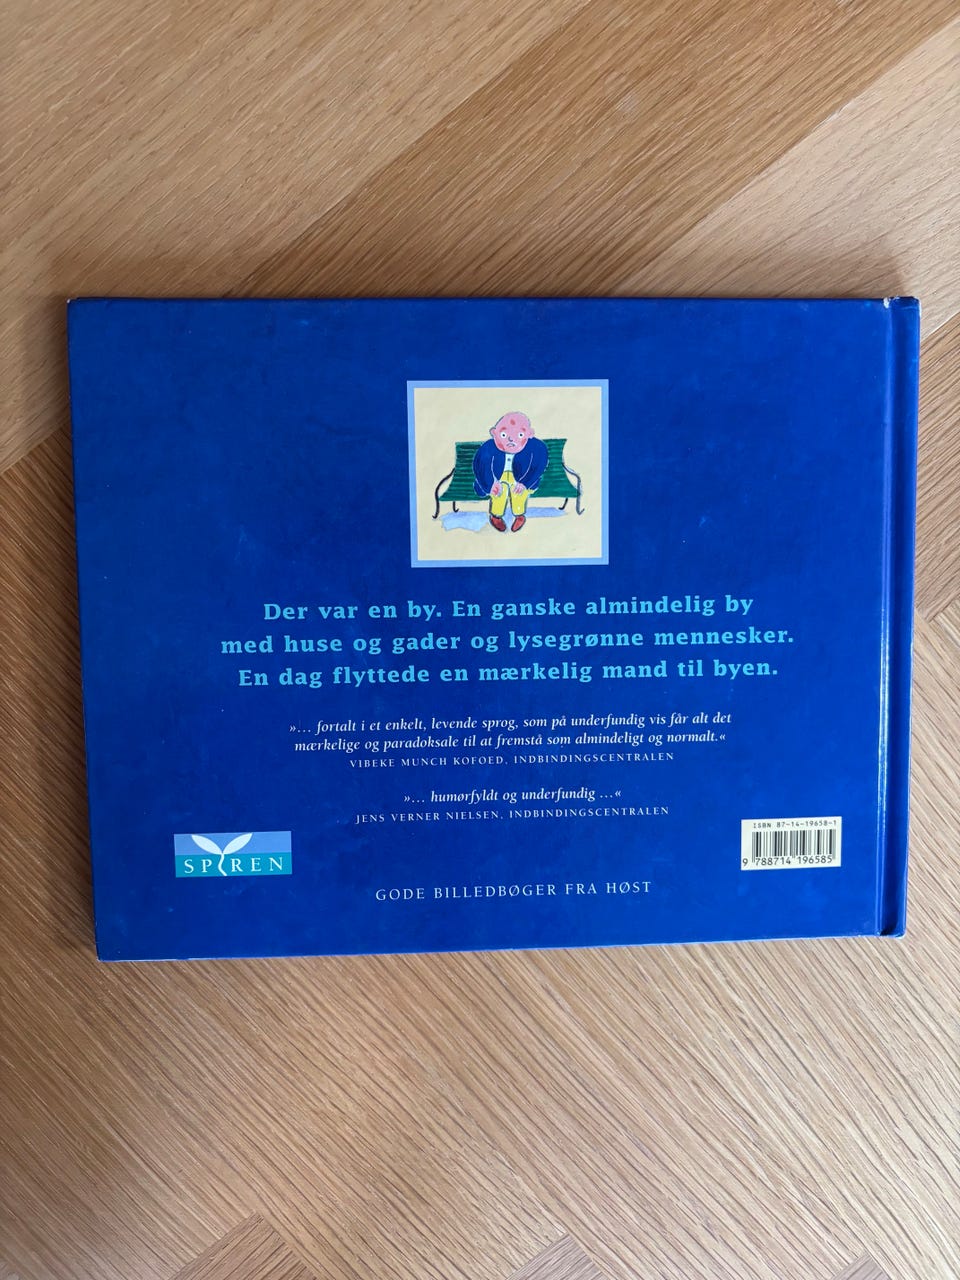 Der var en by. En ganske almindelig by
med huse og gader og lysegrønne mennesker.
En dag flyttede en mærkelig mand til byen.
»... fortalt i et enkelt, levende sprog, som på underfundig vis får alt det
mærkelige og paradoksale til at fremstå som almindeligt og normalt.«
VIBEKE MUNCH KOFOED, INDBINDINGSCENTRALEN
»... humørfyldt og underfundig ...«
JENS VERNER NIELSEN, INDBINDINGSCENTRALEN
SPIREN
ISBN 87-14-19658-1
9 788714 196585
GODE BILLEDBØGER FRA HØST